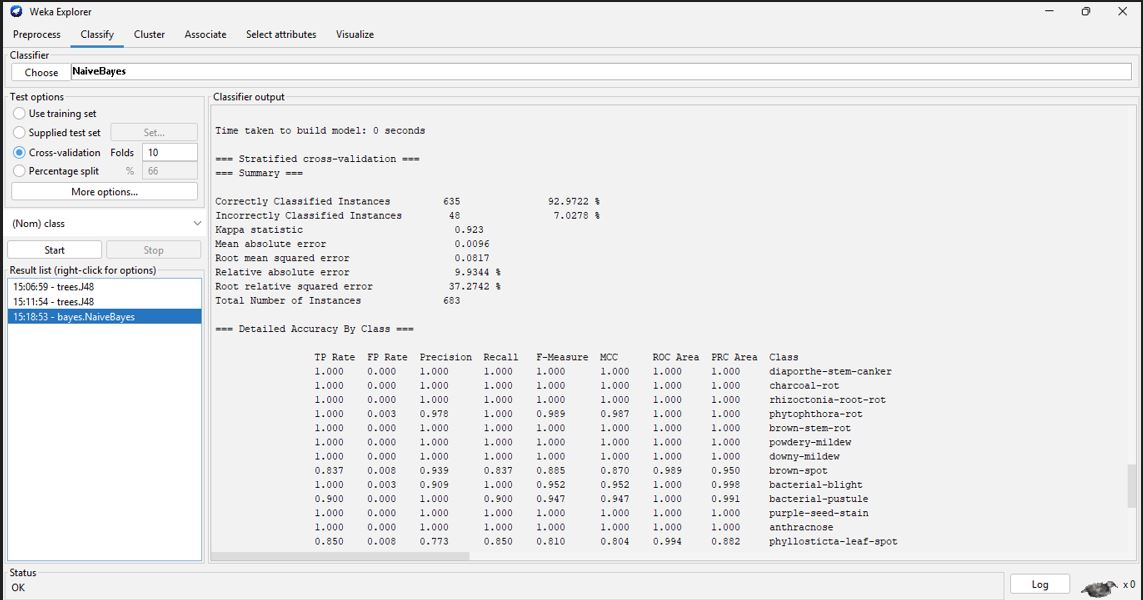 Weka Explorer
Preprocess Classify Cluster Associate Select attributes Visualize
Classifier
Choose NaiveBayes
Test options
Use training set
Supplied test set Set...
Cross-validation Folds 10
Percentage split % 66
More options...
(Nom) class
Start Stop
Result list (right-click for options)
15:06:59 - trees.J48
15:11:54 - trees.J48
15:18:53 - bayes.NaiveBayes
Classifier output
Time taken to build model: 0 seconds
=== Stratified cross-validation ===
=== Summary ===
Correctly Classified Instances 635 92.9722 %
Incorrectly Classified Instances 48 7.0278 %
Kappa statistic 0.923
Mean absolute error 0.0096
Root mean squared error 0.0817
Relative absolute error 9.9344 %
Root relative squared error 37.2742 %
Total Number of Instances 683
=== Detailed Accuracy By Class ===
TP Rate FP Rate Precision Recall F-Measure MCC ROC Area PRC Area Class
1.000 0.000 1.000 1.000 1.000 1.000 1.000 1.000 diaporthe-stem-canker
1.000 0.000 1.000 1.000 1.000 1.000 1.000 1.000 charcoal-rot
1.000 0.000 1.000 1.000 1.000 1.000 1.000 1.000 rhizoctonia-root-rot
1.000 0.003 0.978 1.000 0.989 0.987 1.000 1.000 phytophthora-rot
1.000 0.000 1.000 1.000 1.000 1.000 1.000 1.000 brown-stem-rot
1.000 0.000 1.000 1.000 1.000 1.000 1.000 1.000 powdery-mildew
1.000 0.000 1.000 1.000 1.000 1.000 1.000 1.000 downy-mildew
0.837 0.008 0.939 0.837 0.885 0.870 0.989 0.950 brown-spot
1.000 0.003 0.909 1.000 0.952 0.952 1.000 0.998 bacterial-blight
0.900 0.000 1.000 0.900 0.947 0.947 1.000 0.991 bacterial-pustule
1.000 0.000 1.000 1.000 1.000 1.000 1.000 1.000 purple-seed-stain
1.000 0.000 1.000 1.000 1.000 1.000 1.000 1.000 anthracnose
0.850 0.008 0.773 0.850 0.810 0.804 0.994 0.882 phyllosticta-leaf-spot
Status
OK
Log x 0